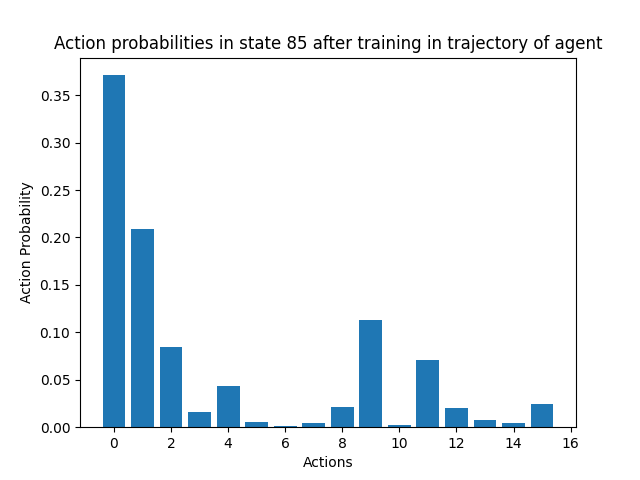 Action probabilities in state 85 after training in trajectory of agent
0.35
0.30
0.25
0.20
0.15
0.10
0.05
0.00
Action Probability
0 2 4 6 8 10 12 14 16
Actions